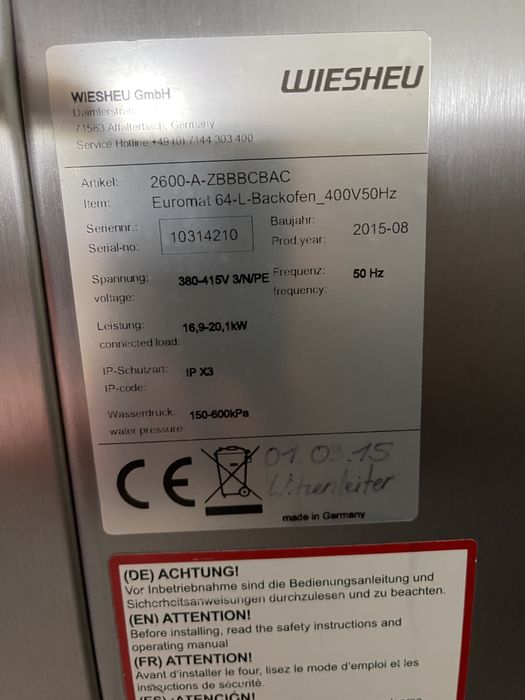 WIESHEU
WIESHEU GmbH
71563 Affalterbach, Germany
Service Hotline +49 (0) 7144 303 400
Artikel: 2600-A-ZBBBCBAC
Item: Euromat 64-L-Backofen_400V50Hz
Seriennr.: Baujahr:
10314210 2015-08
Serial-no: Prod.year:
Spannung: 380-415V 3/N/PE Frequenz: 50 Hz
voltage: frequency:
Leistung: 16,9-20,1kW
connected load:
IP-Schutzart: IP X3
IP-code:
Wasserdruck 150-600kPa
water pressure:
CE 01.09.15
made in Germany
(DE) ACHTUNG!
Vor Inbetriebnahme sind die Bedienungsanleitung und
Sicherheitsanweisungen durchzulesen und zu beachten.
(EN) ATTENTION!
Before installing, read the safety instructions and
operating manual
(FR) ATTENTION!
Avant d'installer le four, lisez le mode d'emploi et les
instructions de sécurité.
(ES) ¡ATENCIÓN!